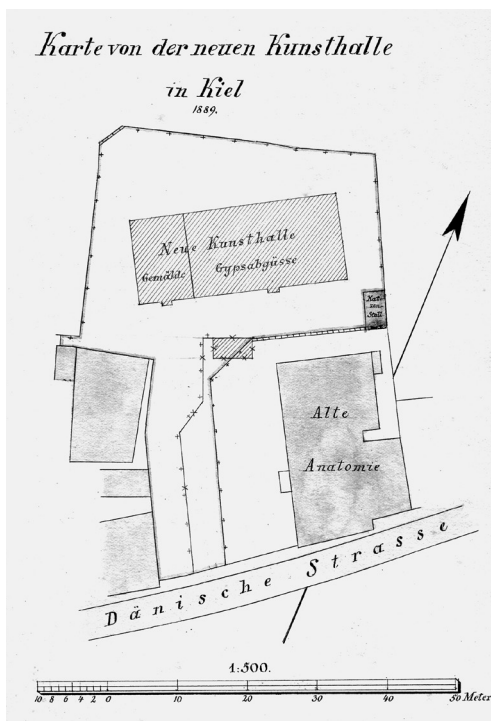 Karte von der neuen Kunsthalle
in Kiel
1889.
Neue Kunsthalle
Gemälde
Gypsabgüsse
Alte
Anatomie
Dänische Strasse
1:500.
10 8 6 4 2 0 10 20 30 40 50 Meter